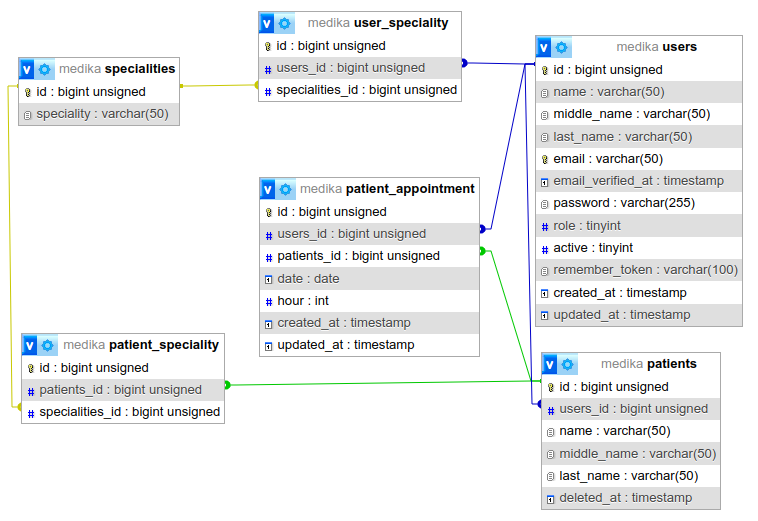 v medika specialities
id : bigint unsigned
speciality : varchar(50)
v medika user_speciality
id : bigint unsigned
# users_id : bigint unsigned
# specialities_id : bigint unsigned
v medika users
id : bigint unsigned
name : varchar(50)
middle_name : varchar(50)
last_name : varchar(50)
email : varchar(50)
email_verified_at : timestamp
password : varchar(255)
# role : tinyint
# active : tinyint
remember_token : varchar(100)
created_at : timestamp
updated_at : timestamp
v medika patient_appointment
id : bigint unsigned
# users_id : bigint unsigned
# patients_id : bigint unsigned
date : date
# hour : int
created_at : timestamp
updated_at : timestamp
v medika patient_speciality
id : bigint unsigned
# patients_id : bigint unsigned
# specialities_id : bigint unsigned
v medika patients
id : bigint unsigned
# users_id : bigint unsigned
name : varchar(50)
middle_name : varchar(50)
last_name : varchar(50)
deleted_at : timestamp